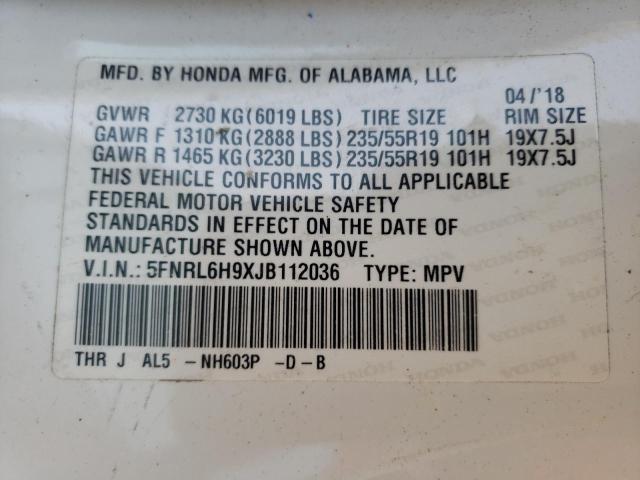 MFD. BY HONDA MFG. OF ALABAMA, LLC
04/'18
GVWR 2730 KG(6019 LBS) TIRE SIZE RIM SIZE
GAWR F 1310 KG(2888 LBS) 235/55R19 101H 19X7.5J
GAWR R 1465 KG(3230 LBS) 235/55R19 101H 19X7.5J
THIS VEHICLE CONFORMS TO ALL APPLICABLE
FEDERAL MOTOR VEHICLE SAFETY
STANDARDS IN EFFECT ON THE DATE OF
MANUFACTURE SHOWN ABOVE.
V.I.N.: 5FNRL6H9XJB112036 TYPE: MPV
THR J AL5 -NH603P -D-B